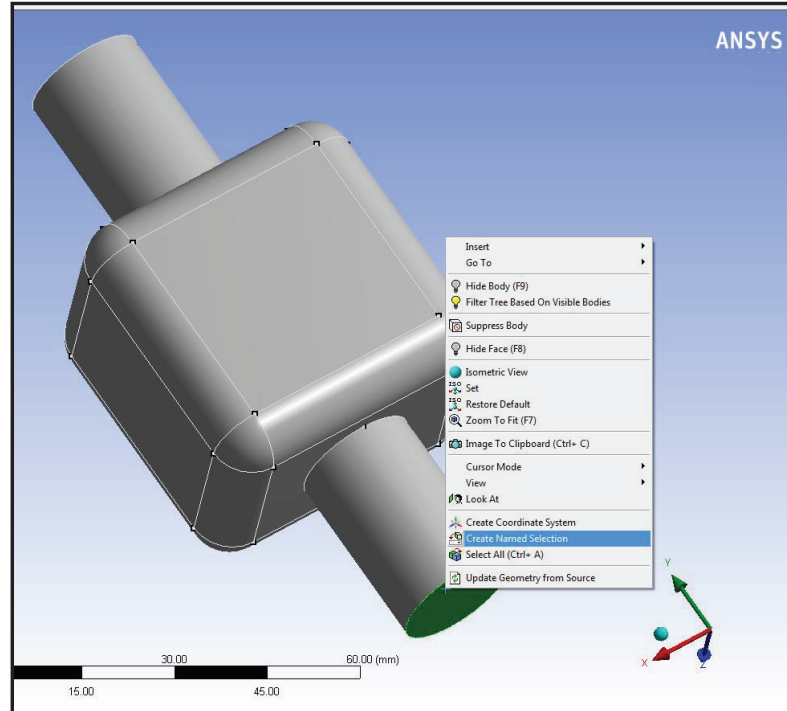 ANSYS
Insert
Go To
Hide Body (F9)
Filter Tree Based On Visible Bodies
Suppress Body
Hide Face (F8)
Isometric View
ISO Set
ISO Restore Default
Zoom To Fit (F7)
Image To Clipboard (Ctrl+ C)
Cursor Mode
View
Look At
Create Coordinate System
Create Named Selection
Select All (Ctrl+ A)
Update Geometry from Source
Y
X
Z
30.00 60.00 (mm)
15.00 45.00